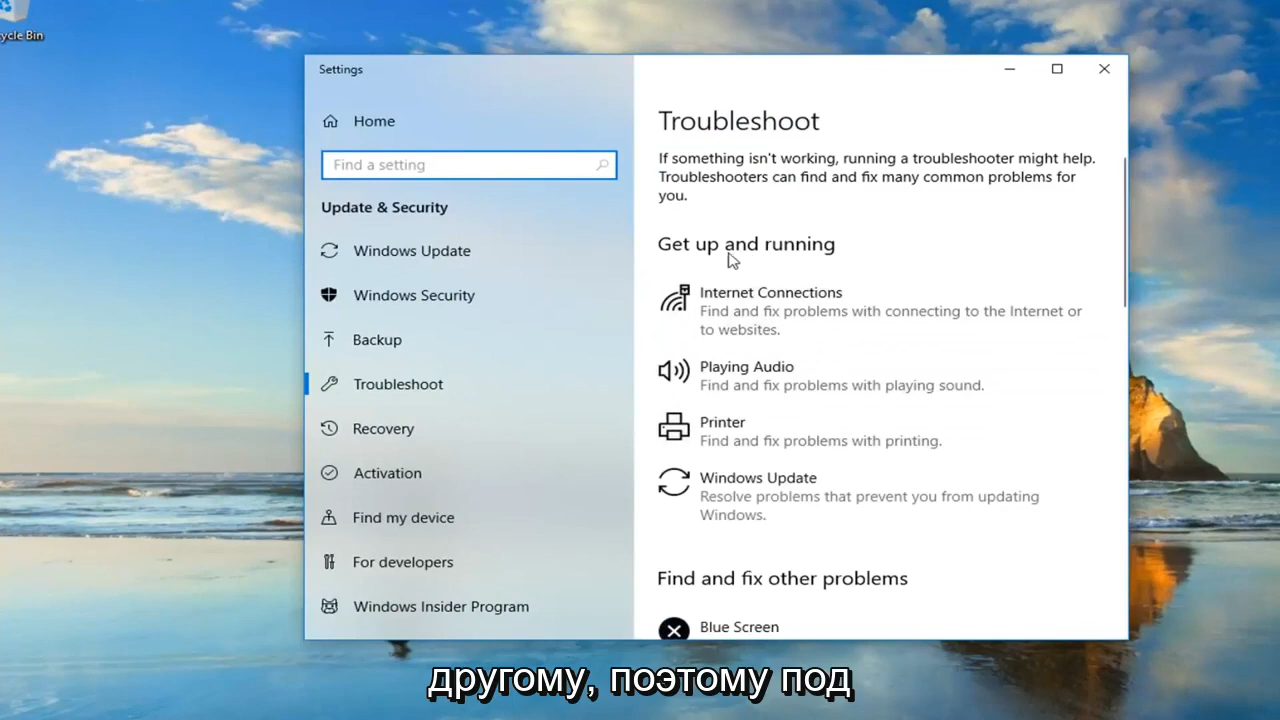 cycle Bin
Settings
Home
Find a setting
Update & Security
Windows Update
Windows Security
Backup
Troubleshoot
Recovery
Activation
Find my device
For developers
Windows Insider Program
Troubleshoot
If something isn't working, running a troubleshooter might help.
Troubleshooters can find and fix many common problems for
you.
Get up and running
Internet Connections
Find and fix problems with connecting to the Internet or
to websites.
Playing Audio
Find and fix problems with playing sound.
Printer
Find and fix problems with printing.
Windows Update
Resolve problems that prevent you from updating
Windows.
Find and fix other problems
Blue Screen
другому, поэтому под